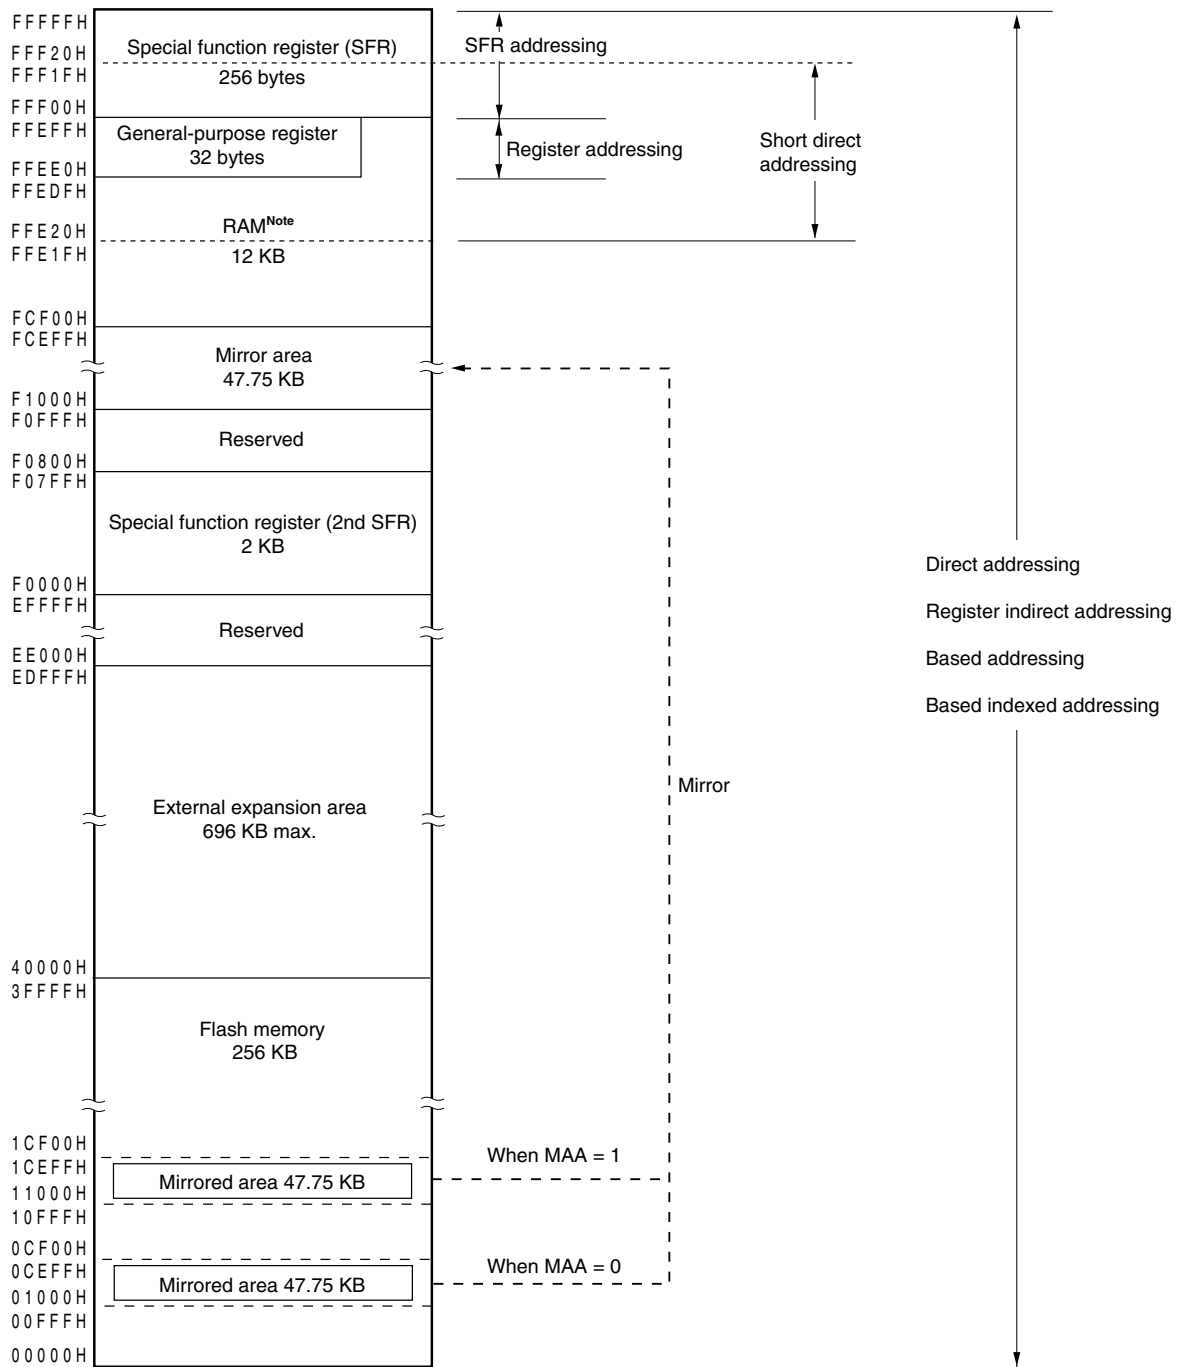 FFFFFH
Special function register (SFR)
SFR addressing
FFF20H
FFF1FH
256 bytes
FFF00H
FFEFFH
General-purpose register
32 bytes
Register addressing
Short direct
addressing
FFEE0H
FFEDFH
RAMNote
FFE20H
FFE1FH
12 KB
FCF00H
FCEFFH
Mirror area
47.75 KB
F1000H
F0FFFH
Reserved
F0800H
F07FFH
Special function register (2nd SFR)
2 KB
Direct addressing
F0000H
EFFFFH
Register indirect addressing
Reserved
EE000H
EDFFFH
Based addressing
Based indexed addressing
Mirror
External expansion area
696 KB max.
40000H
3FFFFH
Flash memory
256 KB
1CF00H
1CEFFH
When MAA = 1
Mirrored area 47.75 KB
11000H
10FFFH
0CF00H
0CEFFH
When MAA = 0
Mirrored area 47.75 KB
01000H
00FFFH
00000H